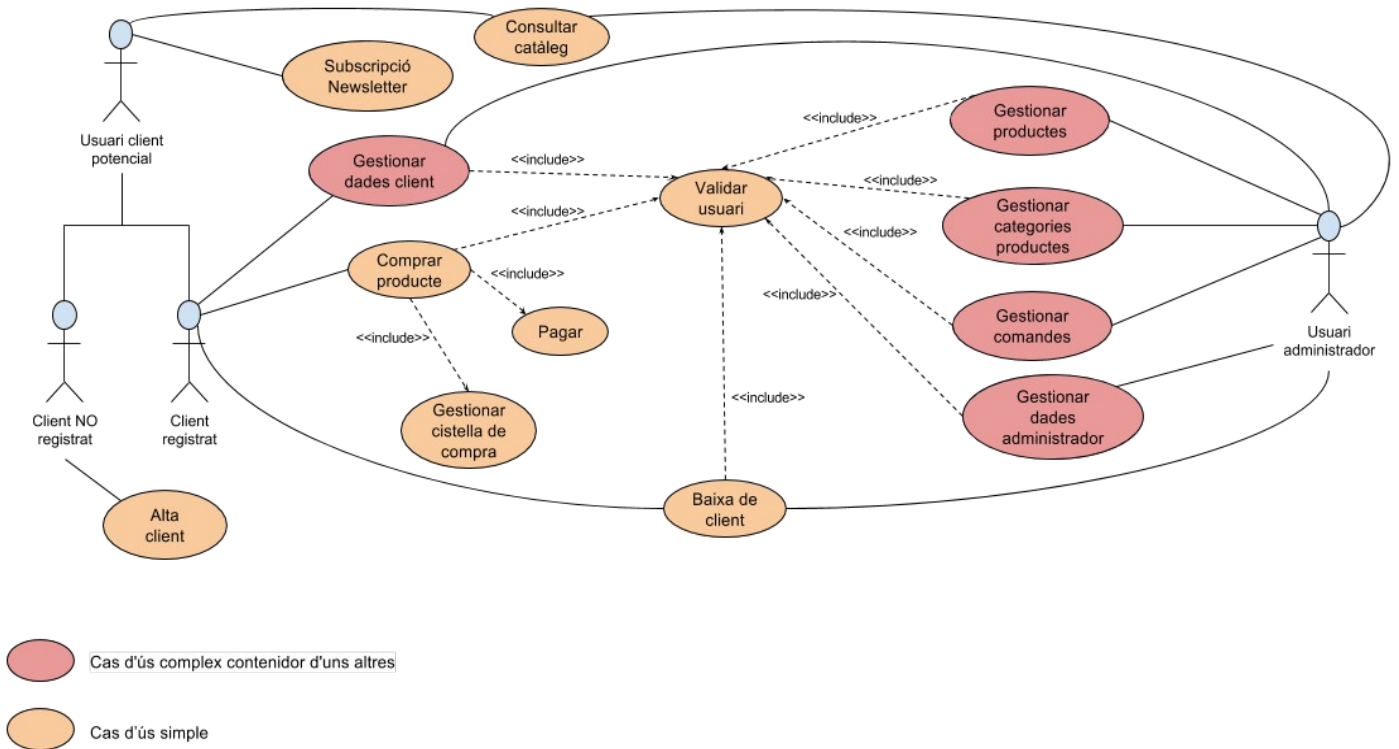 Consultar
catàleg
Subscripció
Newsletter
Usuari client
potencial
<<include>>
Gestionar
productes
Gestionar
dades client
<<include>>
Validar
usuari
<<include>>
Gestionar
categories
productes
<<include>>
Comprar
producte
<<include>>
<<include>>
<<include>>
Gestionar
comandes
Pagar
<<include>>
Usuari
administrador
Client NO
registrat
Client
registrat
Gestionar
cistella de
compra
<<include>>
Gestionar
dades
administrador
Alta
client
Baixa de
client
Cas d'ús complex contenidor d'uns altres
Cas d'ús simple